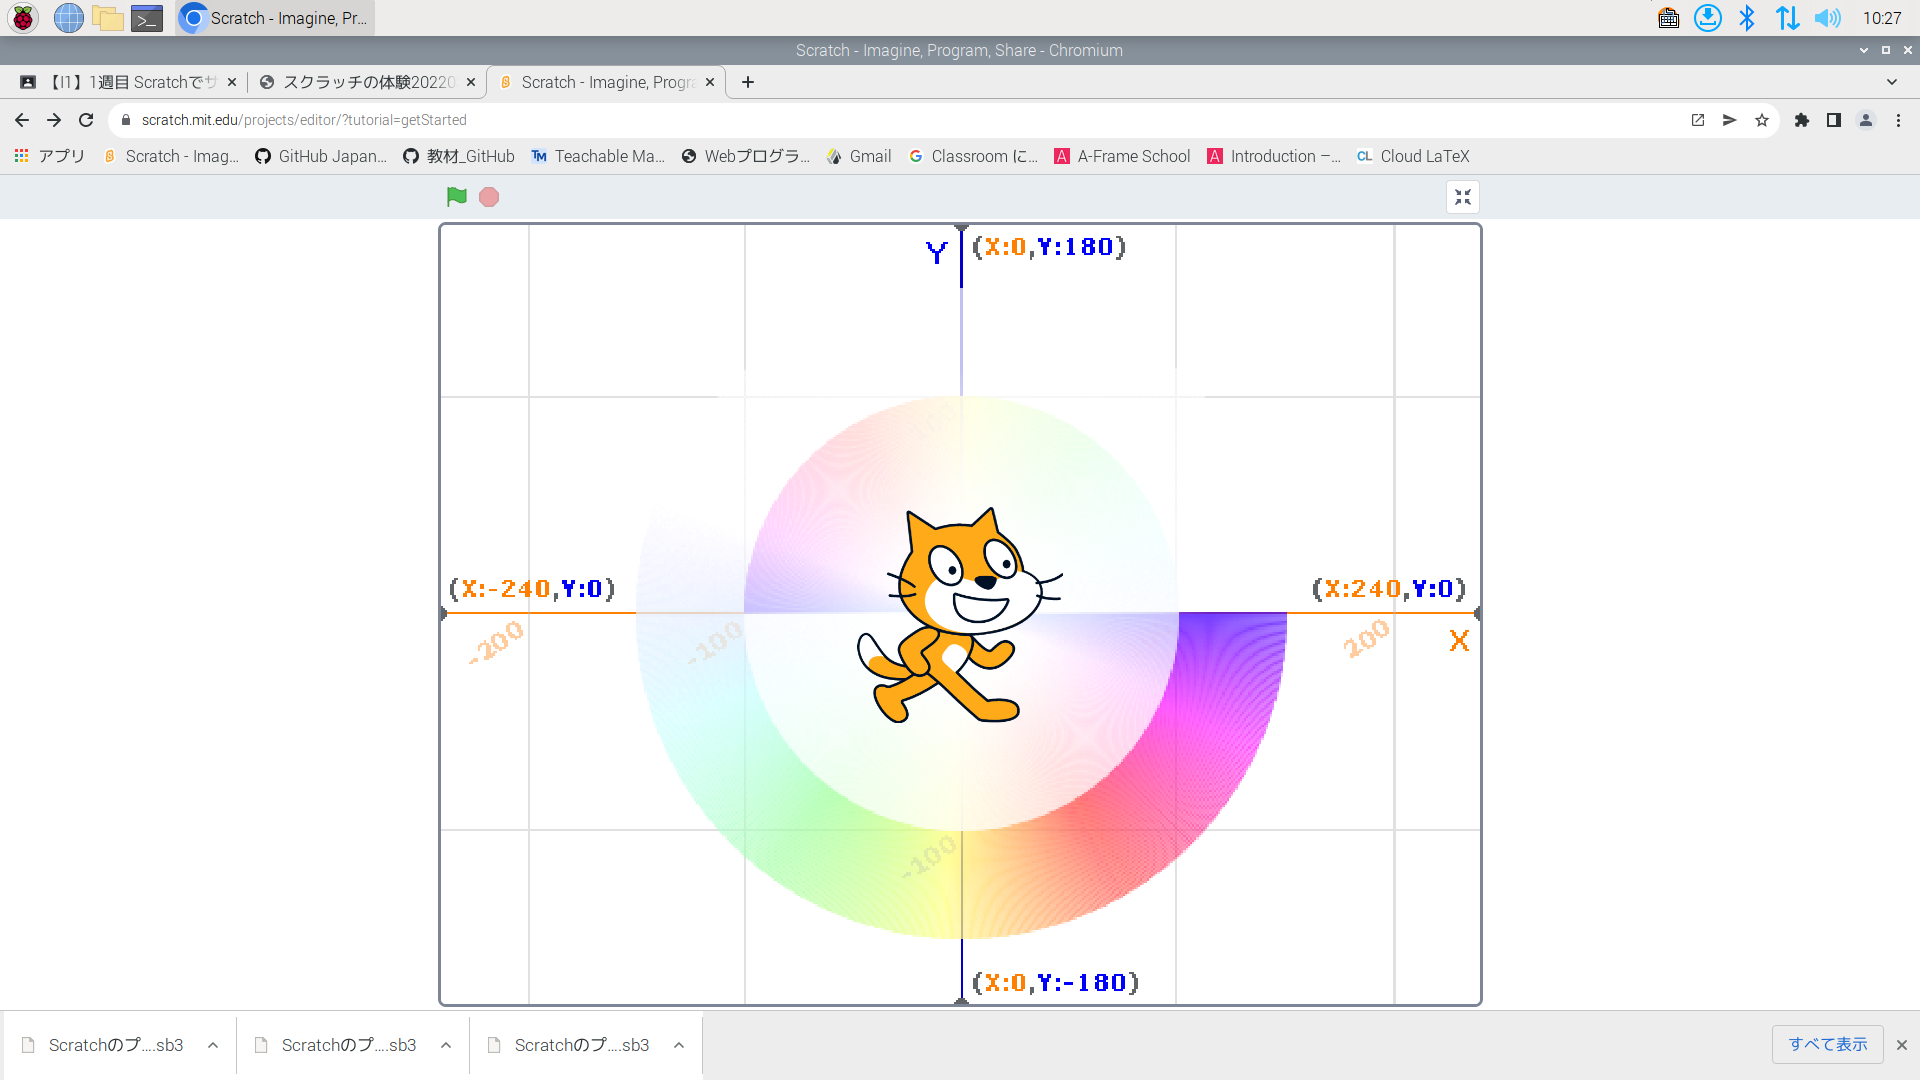 Scratch - Imagine, Pr...
10:27
Scratch - Imagine, Program, Share - Chromium
【I1】1週目 Scratchでサ
スクラッチの体験20220
Scratch - Imagine, Progra
scratch.mit.edu/projects/editor/?tutorial=getStarted
アプリ
Scratch - Imag...
GitHub Japan...
教材_GitHub
TM Teachable Ma...
Webプログラ...
Gmail
G Classroom に...
A A-Frame School
A Introduction –...
CL Cloud LaTeX
Y (X:0,Y:180)
(X:-240,Y:0)
(X:240,Y:0)
-200
-100
200
X
-100
(X:0,Y:-180)
Scratchのプ....sb3
Scratchのプ....sb3
Scratchのプ....sb3
すべて表示